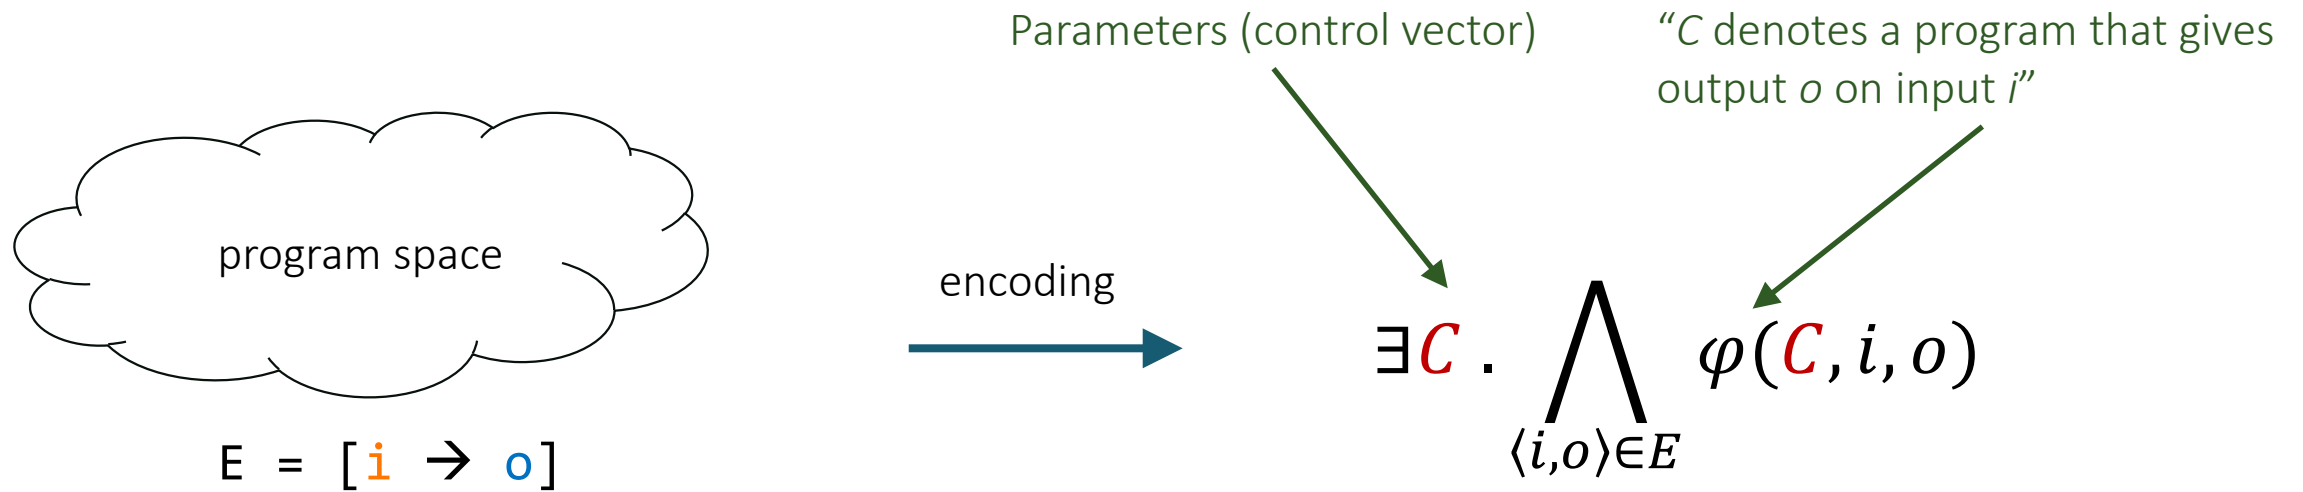 Parameters (control vector)
“C denotes a program that gives
output o on input i”
program space
encoding
∃C . ⋀ φ(C, i, o)
⟨i,o⟩∈E
E = [i → o]